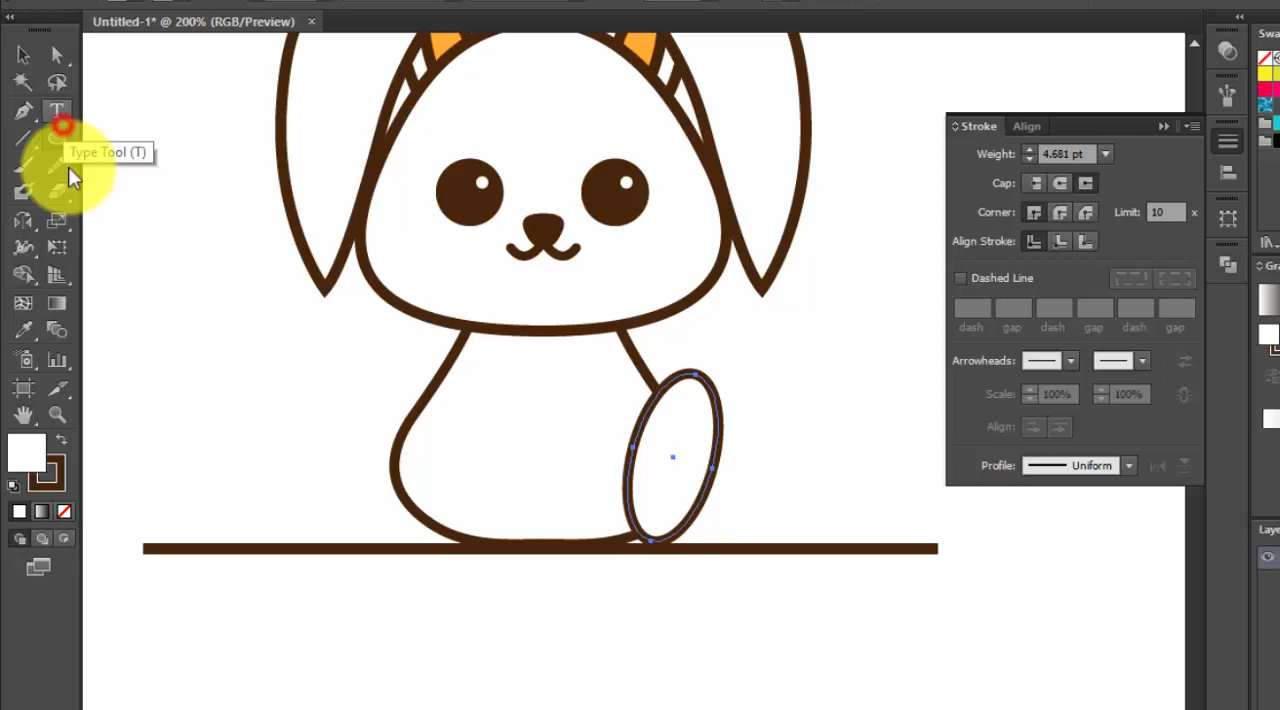 Untitled-1* @ 200% (RGB/Preview) ×
Swa
T
Type Tool (T)
Stroke Align
Weight: 4.681 pt
Cap:
Corner: Limit: 10 x
Align Stroke:
Dashed Line
Gra
dash gap dash gap dash gap
Arrowheads:
Scale: 100% 100%
Align:
Profile: Uniform
Laye